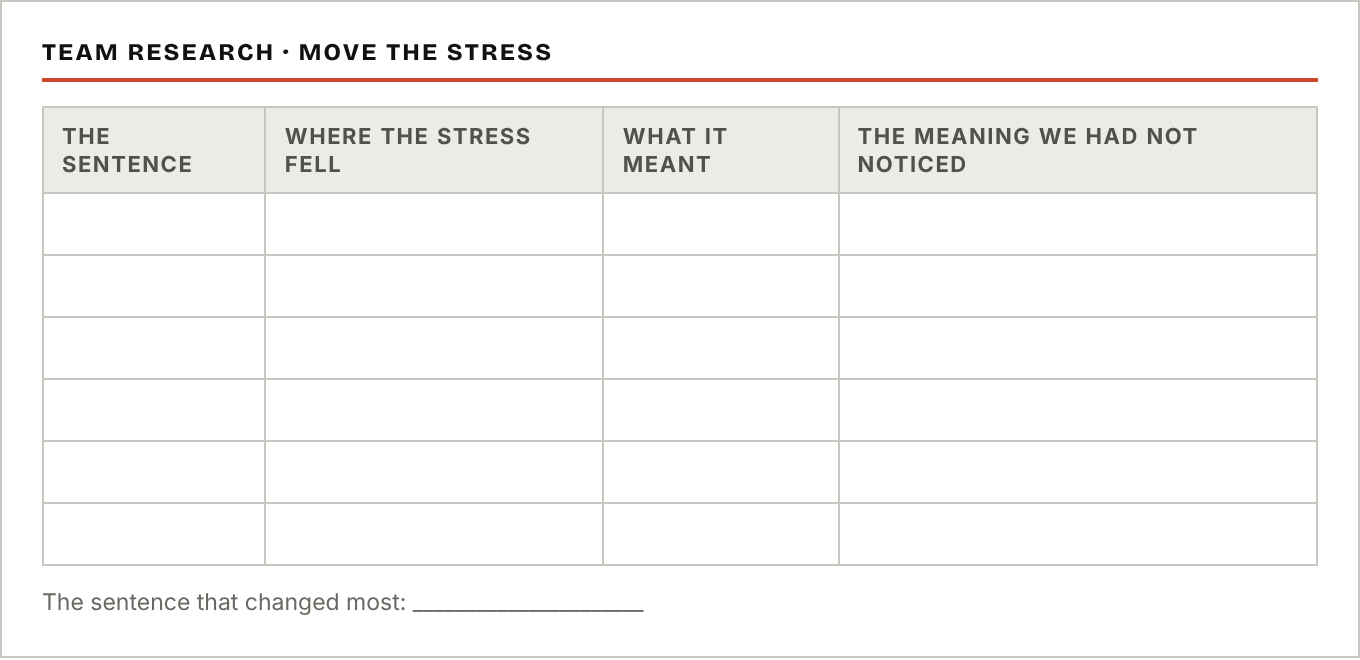 TEAM RESEARCH · MOVE THE STRESS
THE SENTENCE
WHERE THE STRESS FELL
WHAT IT MEANT
THE MEANING WE HAD NOT NOTICED
The sentence that changed most: ____________________